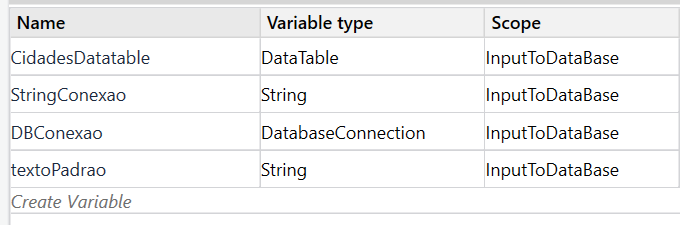 Name Variable type Scope
CidadesDatatable DataTable InputToDataBase
StringConexao String InputToDataBase
DBConexao DatabaseConnection InputToDataBase
textoPadrao String InputToDataBase
Create Variable